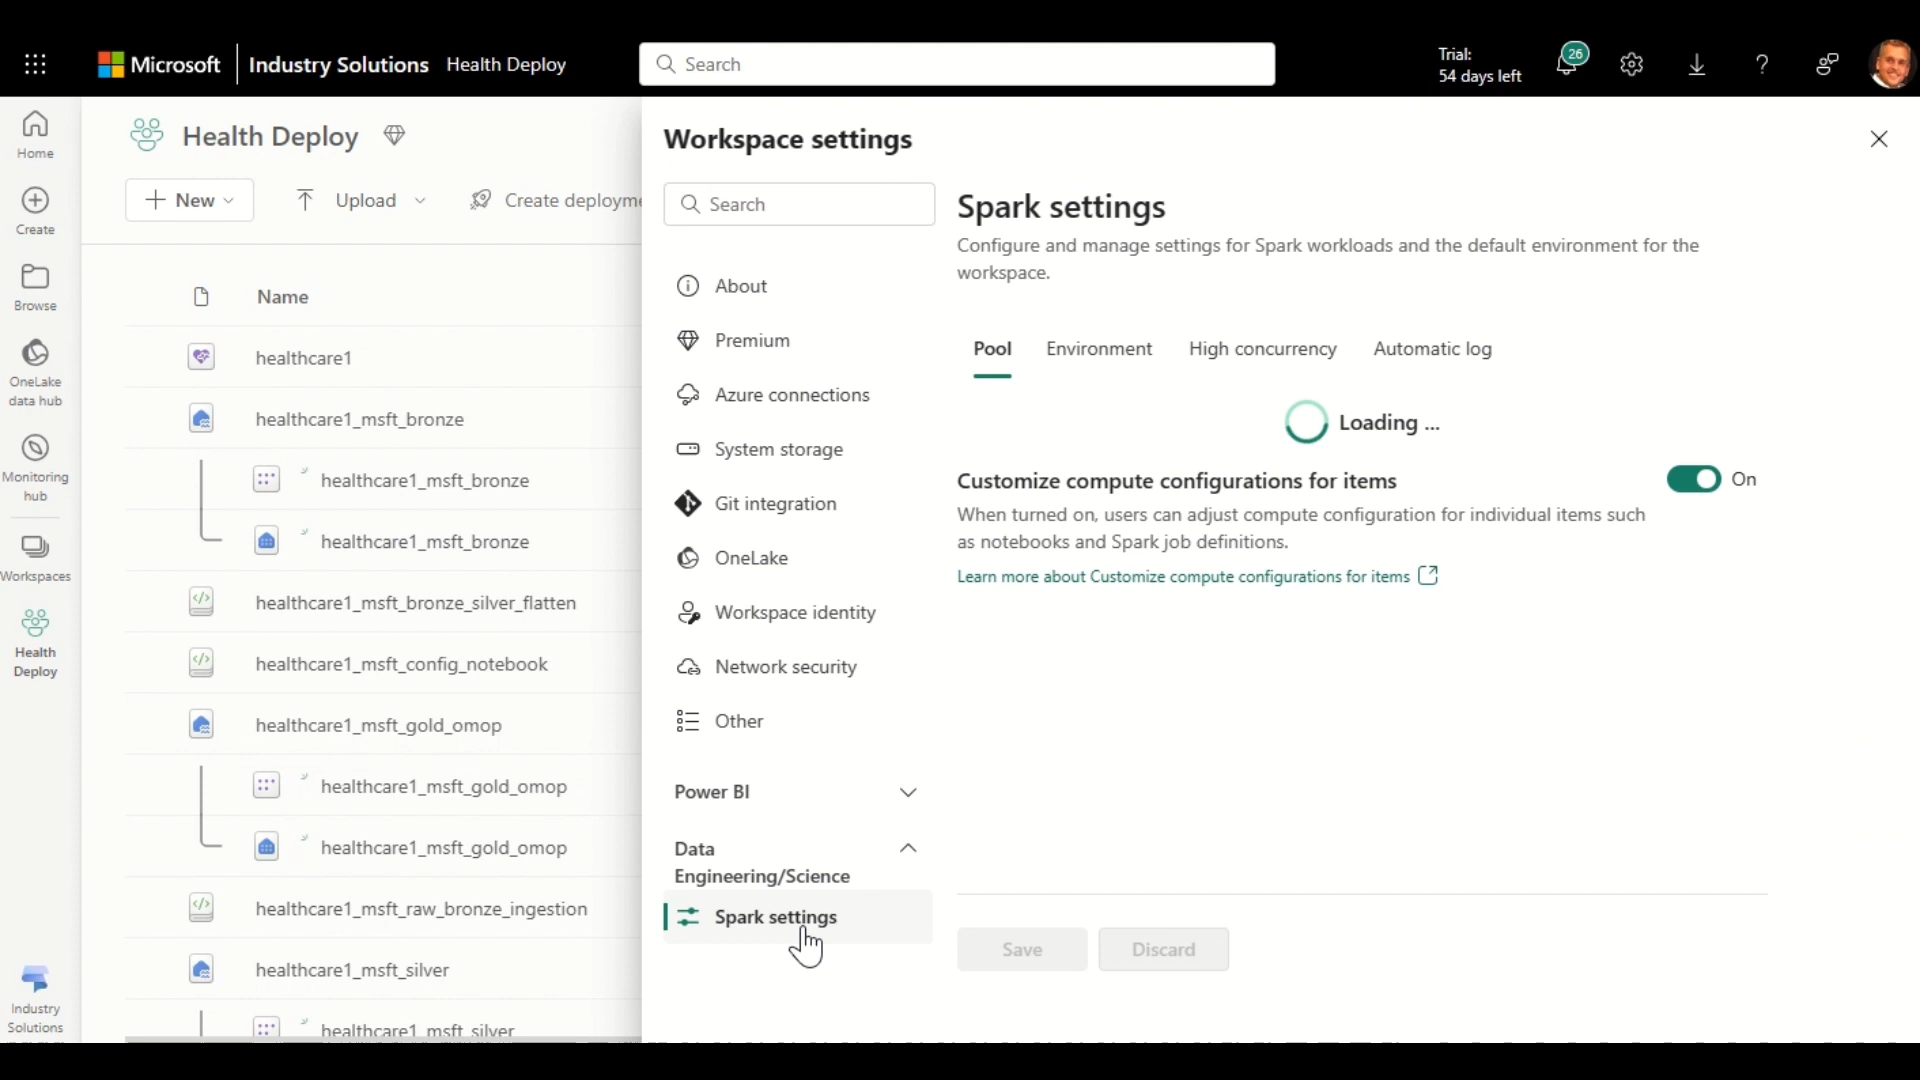 Microsoft
Industry Solutions
Health Deploy
Search
Trial:
54 days left
26
Home
Create
Browse
OneLake
data hub
Monitoring
hub
Workspaces
Health
Deploy
Industry
Solutions
Health Deploy
New
Upload
Create deployme
Name
healthcare1
healthcare1_msft_bronze
healthcare1_msft_bronze
healthcare1_msft_bronze
healthcare1_msft_bronze_silver_flatten
healthcare1_msft_config_notebook
healthcare1_msft_gold_omop
healthcare1_msft_gold_omop
healthcare1_msft_gold_omop
healthcare1_msft_raw_bronze_ingestion
healthcare1_msft_silver
healthcare1_msft_silver
Workspace settings
Search
About
Premium
Azure connections
System storage
Git integration
OneLake
Workspace identity
Network security
Other
Power BI
Data
Engineering/Science
Spark settings
Spark settings
Configure and manage settings for Spark workloads and the default environment for the
workspace.
Pool Environment High concurrency Automatic log
Loading ...
Customize compute configurations for items
On
When turned on, users can adjust compute configuration for individual items such
as notebooks and Spark job definitions.
Learn more about Customize compute configurations for items
Save
Discard